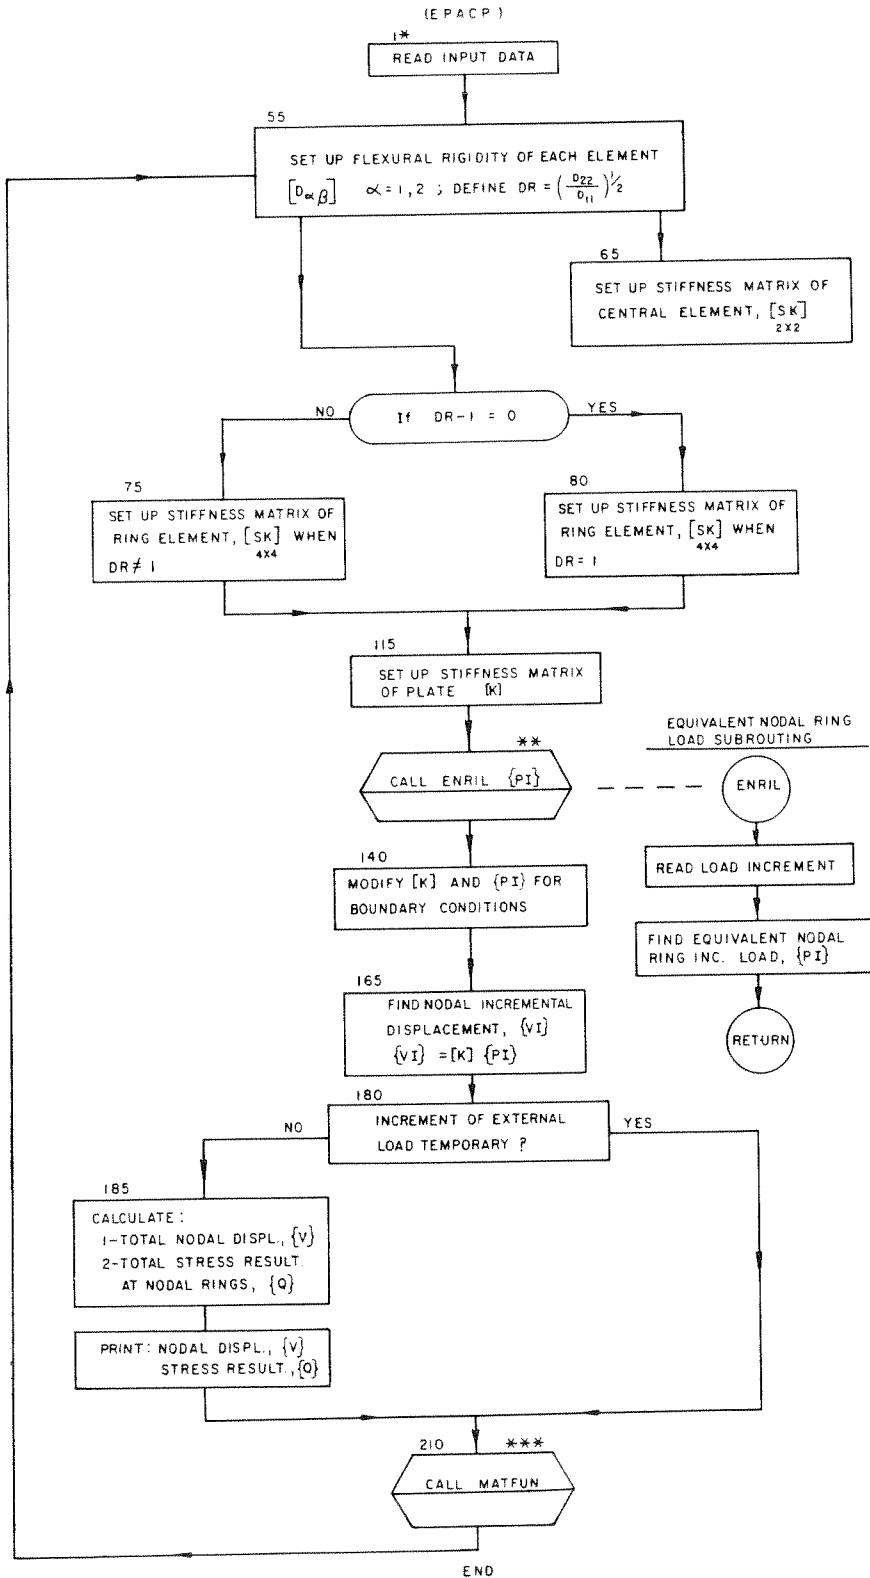 (EPACP)
1*
READ INPUT DATA
55
SET UP FLEXURAL RIGIDITY OF EACH ELEMENT
[Dαβ] α = 1,2 ; DEFINE DR = (D22/D11)^1/2
65
SET UP STIFFNESS MATRIX OF
CENTRAL ELEMENT, [SK]
2X2
If DR-1 = 0
NO
YES
75
SET UP STIFFNESS MATRIX OF
RING ELEMENT, [SK] WHEN
4X4
DR ≠ 1
80
SET UP STIFFNESS MATRIX OF
RING ELEMENT, [SK] WHEN
4X4
DR = 1
115
SET UP STIFFNESS MATRIX
OF PLATE [K]
**
CALL ENRIL {PI}
EQUIVALENT NODAL RING
LOAD SUBROUTING
ENRIL
READ LOAD INCREMENT
FIND EQUIVALENT NODAL
RING INC. LOAD, {PI}
RETURN
140
MODIFY [K] AND {PI} FOR
BOUNDARY CONDITIONS
165
FIND NODAL INCREMENTAL
DISPLACEMENT, {VI}
{VI} = [K] {PI}
180
INCREMENT OF EXTERNAL
LOAD TEMPORARY ?
NO
YES
185
CALCULATE:
1-TOTAL NODAL DISPL., {V}
2-TOTAL STRESS RESULT.
AT NODAL RINGS, {Q}
PRINT: NODAL DISPL., {V}
STRESS RESULT., {Q}
210
***
CALL MATFUN
END